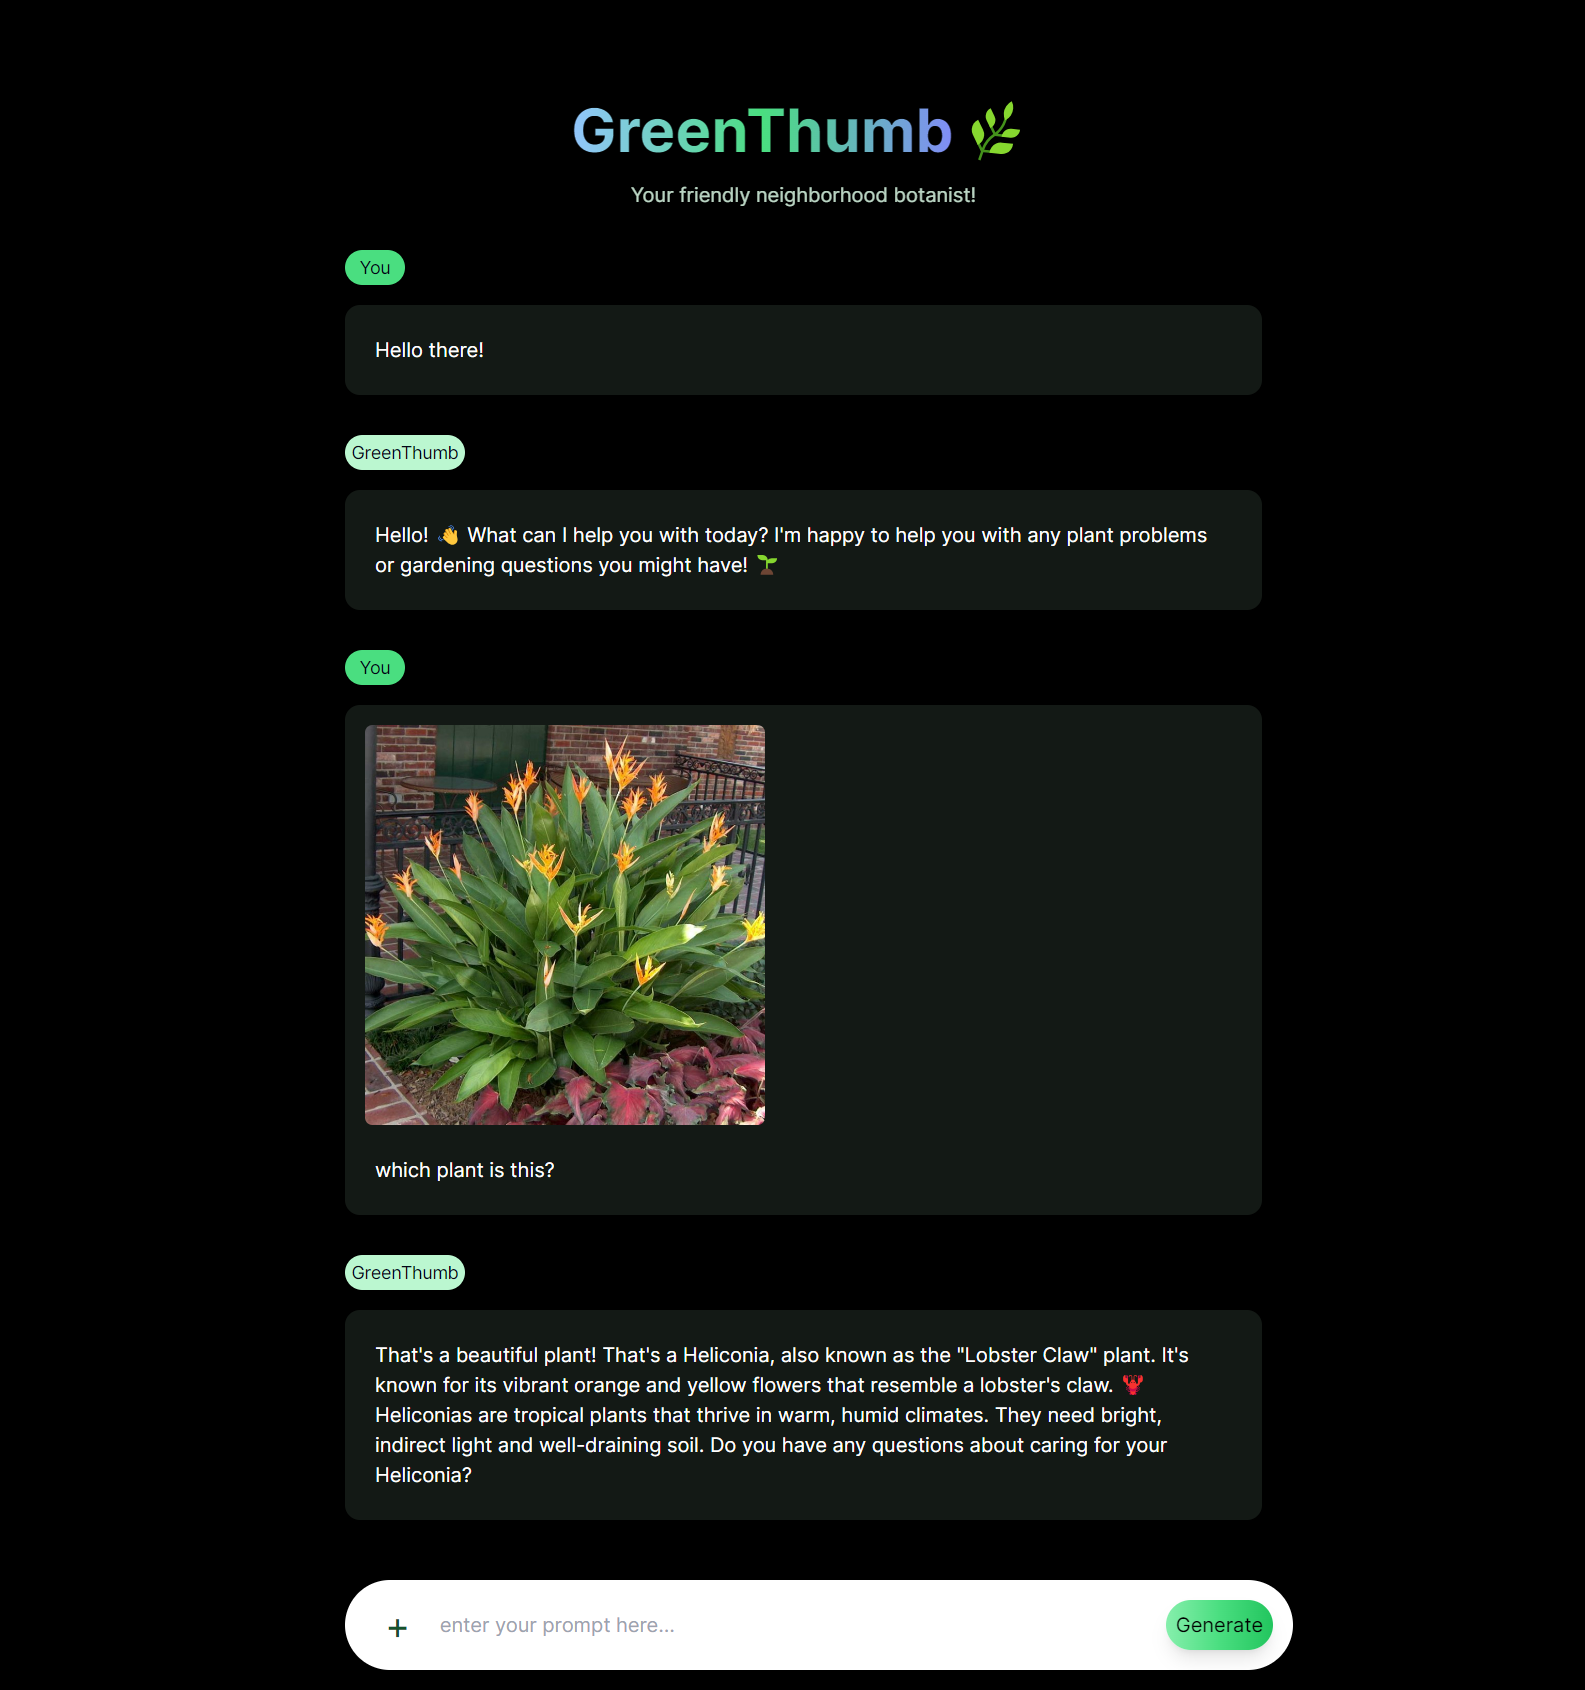 GreenThumb 🌿
Your friendly neighborhood botanist!
You
Hello there!
GreenThumb
Hello! 👋 What can I help you with today? I'm happy to help you with any plant problems
or gardening questions you might have! 🌱
You
which plant is this?
GreenThumb
That's a beautiful plant! That's a Heliconia, also known as the "Lobster Claw" plant. It's
known for its vibrant orange and yellow flowers that resemble a lobster's claw. 🦞
Heliconias are tropical plants that thrive in warm, humid climates. They need bright,
indirect light and well-draining soil. Do you have any questions about caring for your
Heliconia?
+ enter your prompt here... Generate